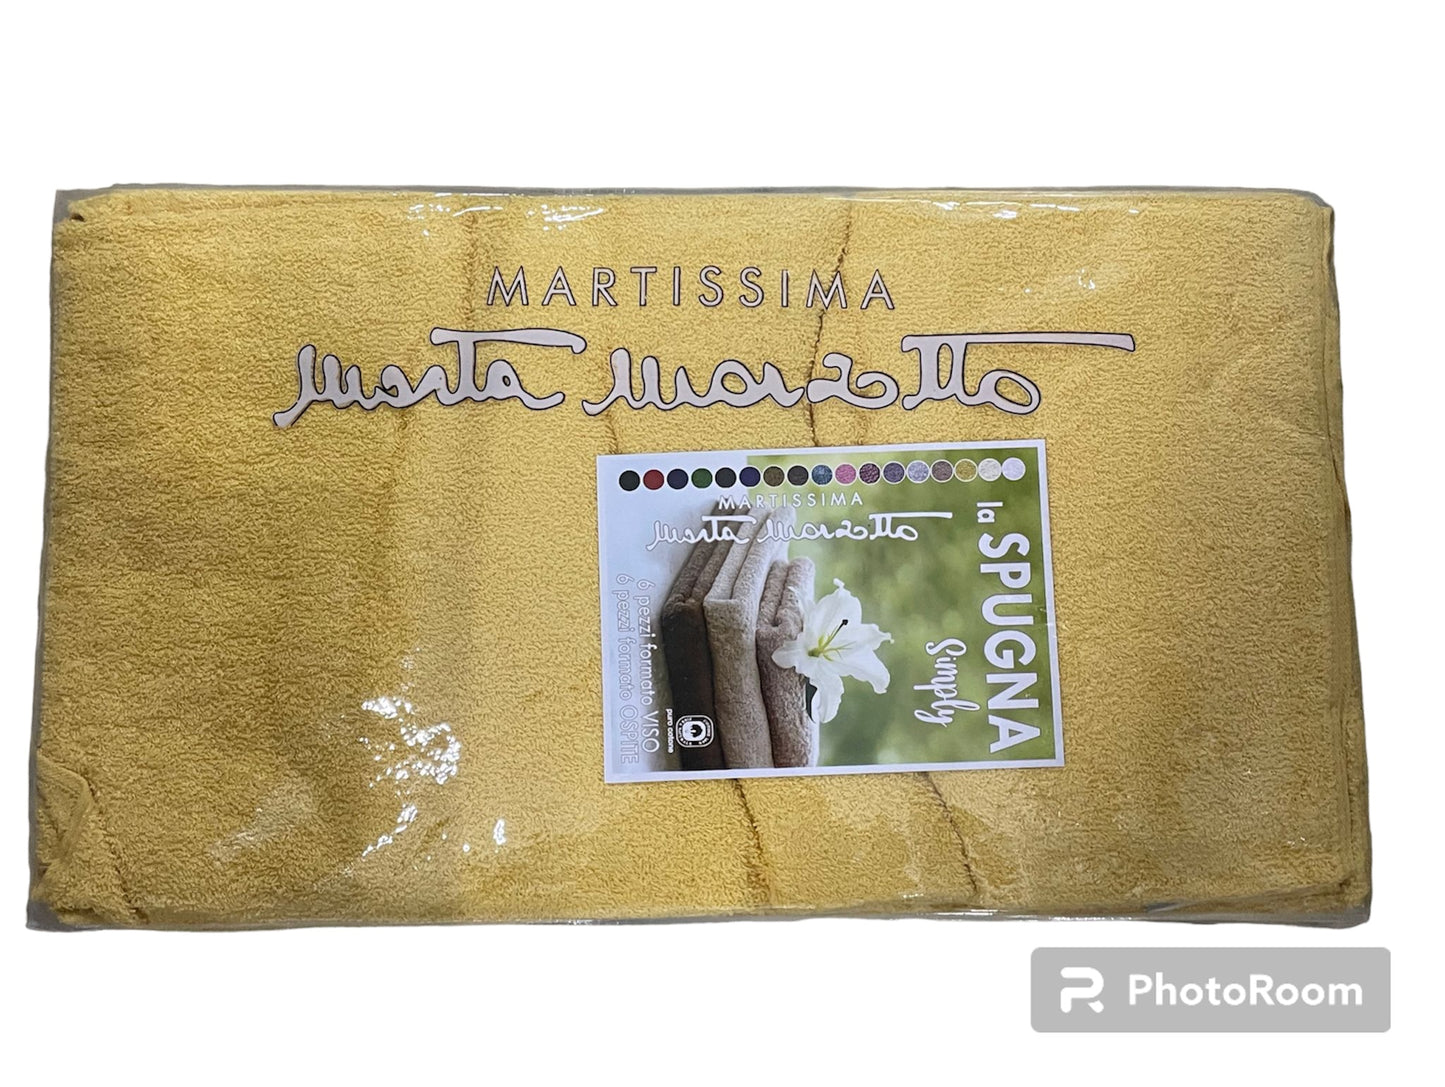 MARTISSIMA
Marta Marzotto
MARTISSIMA
Marta Marzotto
la SPUGNA
Simply
6 pezzi formato VISO
6 pezzi formato OSPITE
puro cotone
PhotoRoom